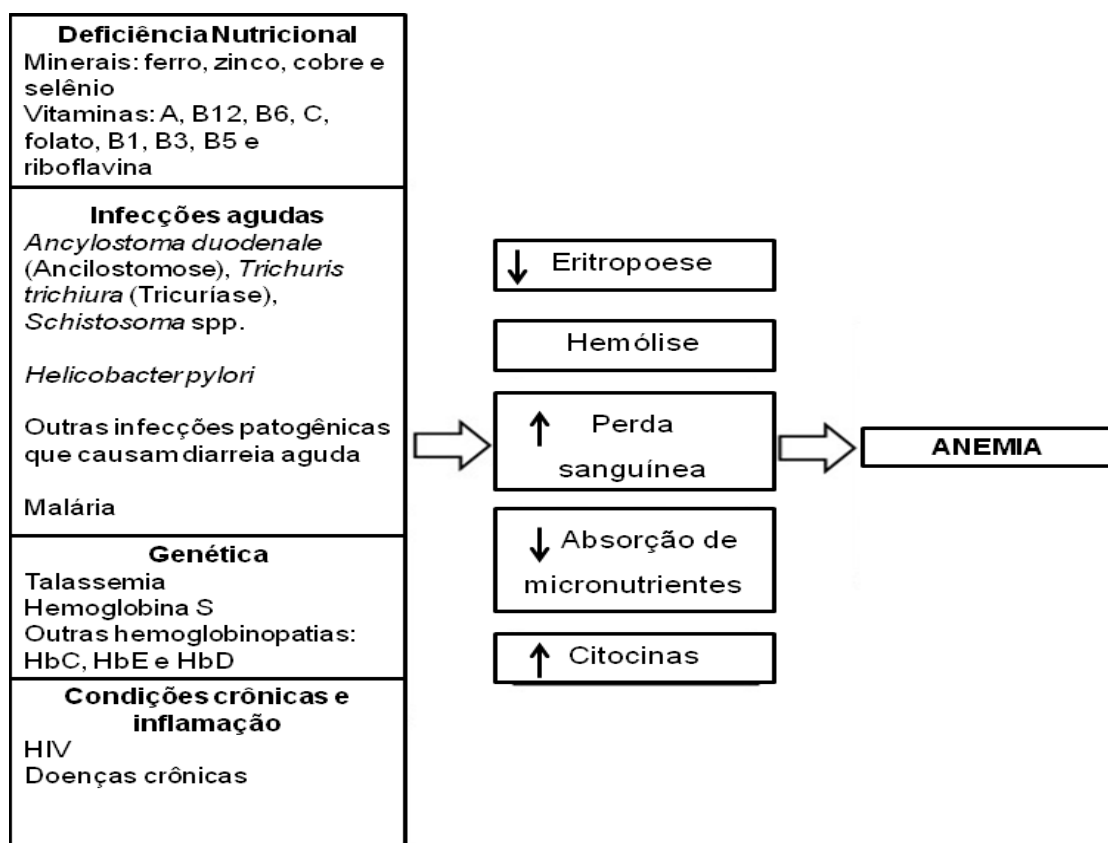 Deficiência Nutricional
Minerais: ferro, zinco, cobre e
selênio
Vitaminas: A, B12, B6, C,
folato, B1, B3, B5 e
riboflavina
Infecções agudas
Ancylostoma duodenale
(Ancilostomose), Trichuris
trichiura (Tricuríase),
Schistosoma spp.
Helicobacter pylori
Outras infecções patogênicas
que causam diarreia aguda
Malária
Genética
Talassemia
Hemoglobina S
Outras hemoglobinopatias:
HbC, HbE e HbD
Condições crônicas e
inflamação
HIV
Doenças crônicas
↓ Eritropoese
Hemólise
↑ Perda
sanguínea
↓ Absorção de
micronutrientes
↑ Citocinas
ANEMIA